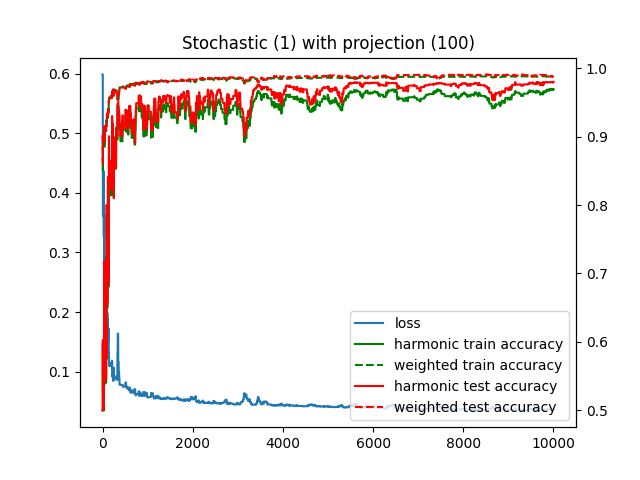 Stochastic (1) with projection (100)
0.6
0.5
0.4
0.3
0.2
0.1
1.0
0.9
0.8
0.7
0.6
0.5
loss
harmonic train accuracy
weighted train accuracy
harmonic test accuracy
weighted test accuracy
0 2000 4000 6000 8000 10000